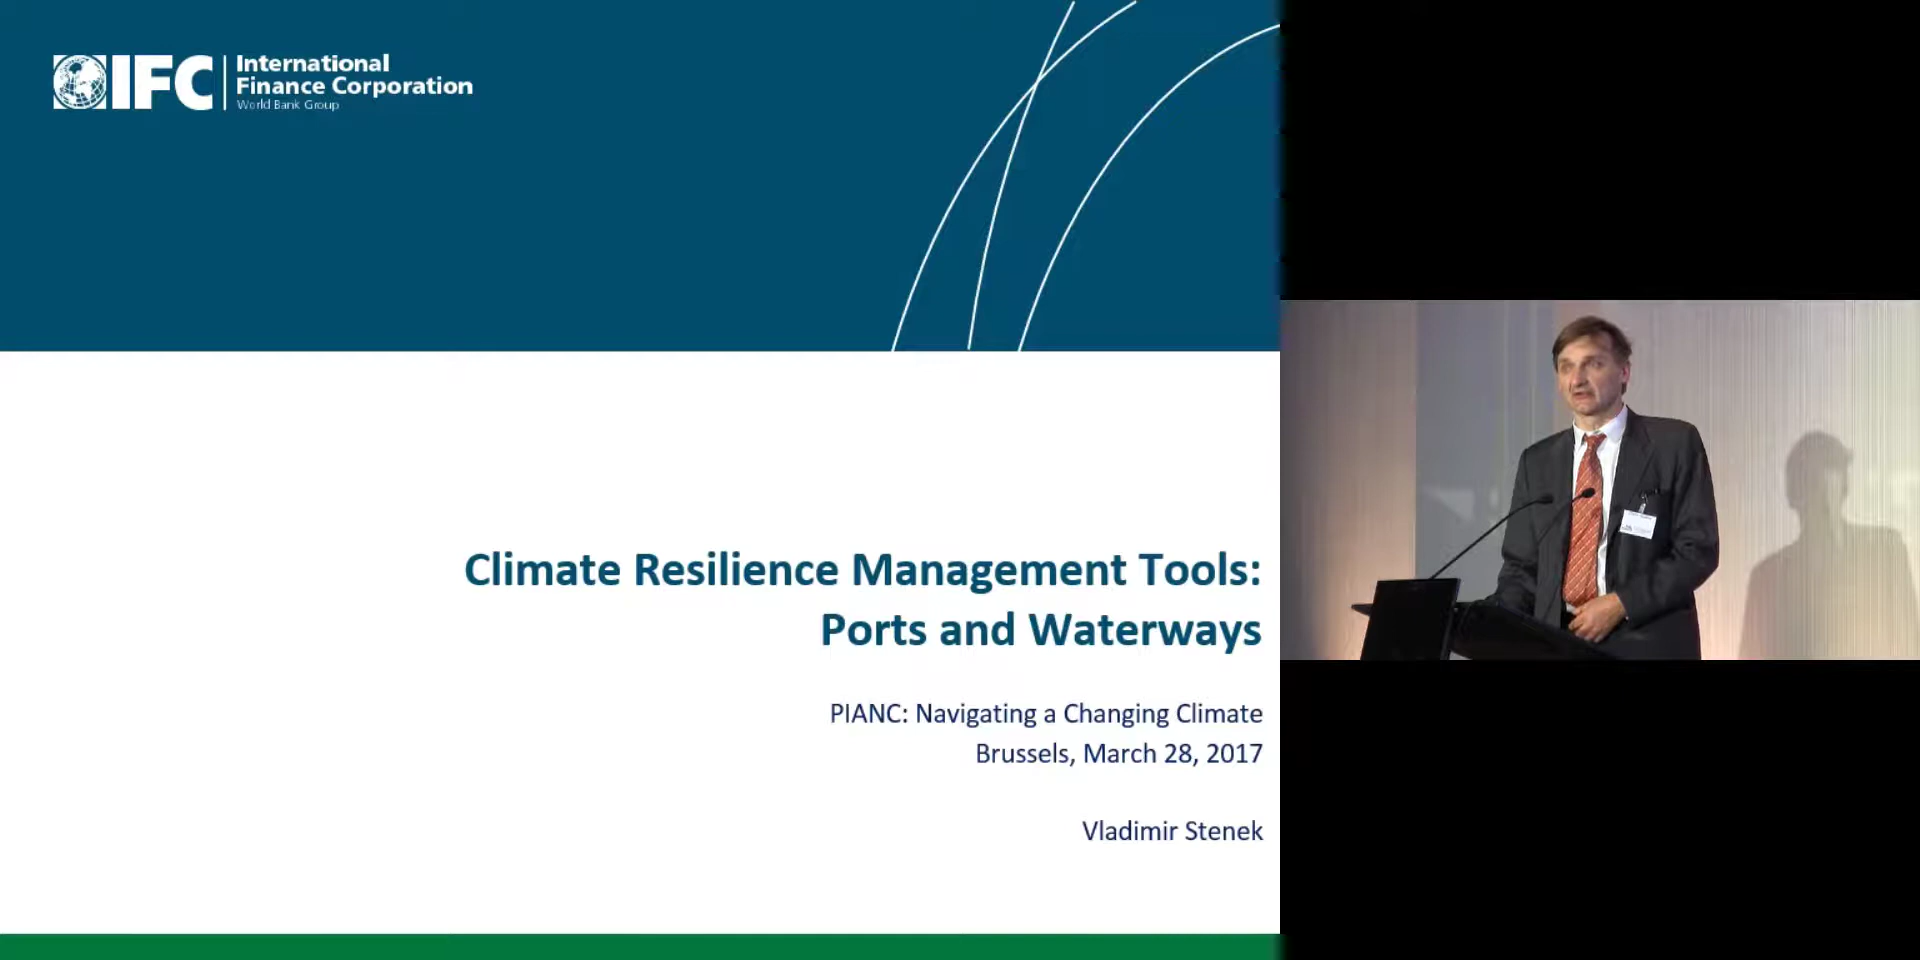 IFC
International
Finance Corporation
World Bank Group
Climate Resilience Management Tools:
Ports and Waterways
PIANC: Navigating a Changing Climate
Brussels, March 28, 2017
Vladimir Stenek